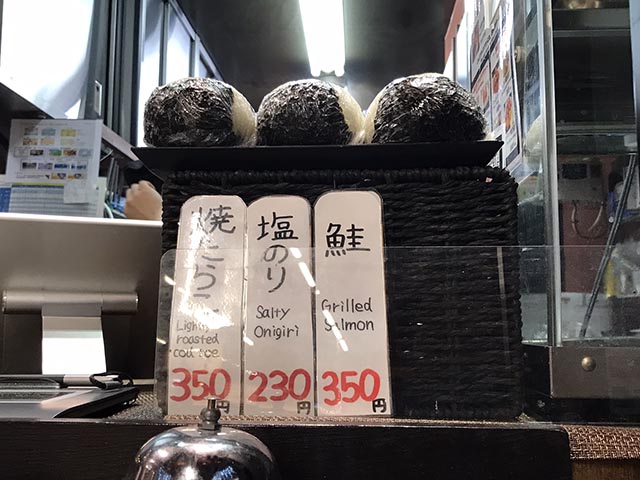 焼たらこ
Lightly
roasted
cod roe
350円
塩のり
Salty
Onigiri
230円
鮭
Grilled
Salmon
350円